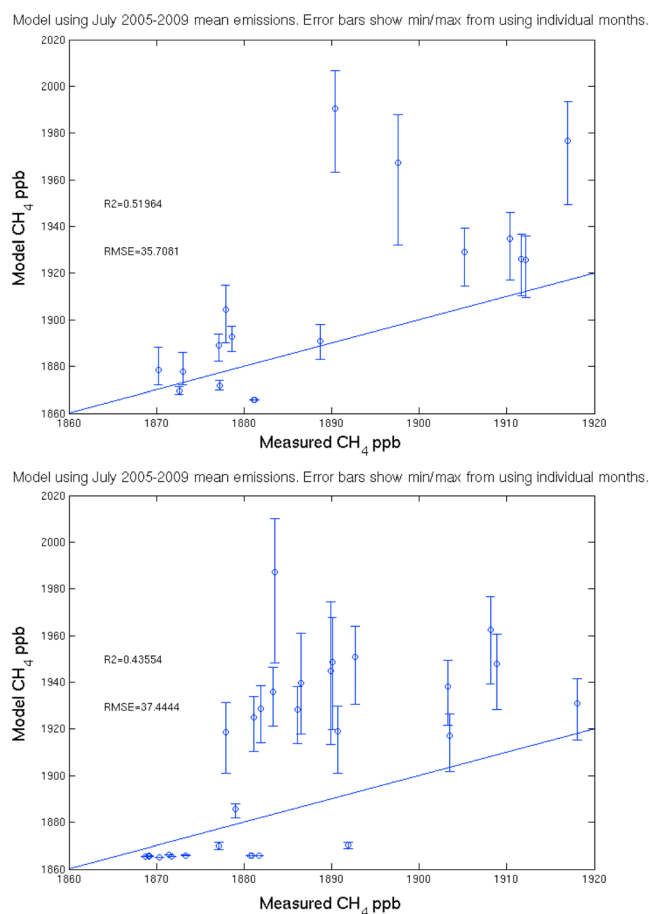 Model using July 2005-2009 mean emissions. Error bars show min/max from using individual months.
2020
2000
1980
1960
1940
1920
1900
1880
1860
Model CH4 ppb
R2=0.51964
RMSE=35.7081
1860 1870 1880 1890 1900 1910 1920
Measured CH4 ppb
Model using July 2005-2009 mean emissions. Error bars show min/max from using individual months.
2020
2000
1980
1960
1940
1920
1900
1880
1860
Model CH4 ppb
R2=0.43554
RMSE=37.4444
1860 1870 1880 1890 1900 1910 1920
Measured CH4 ppb